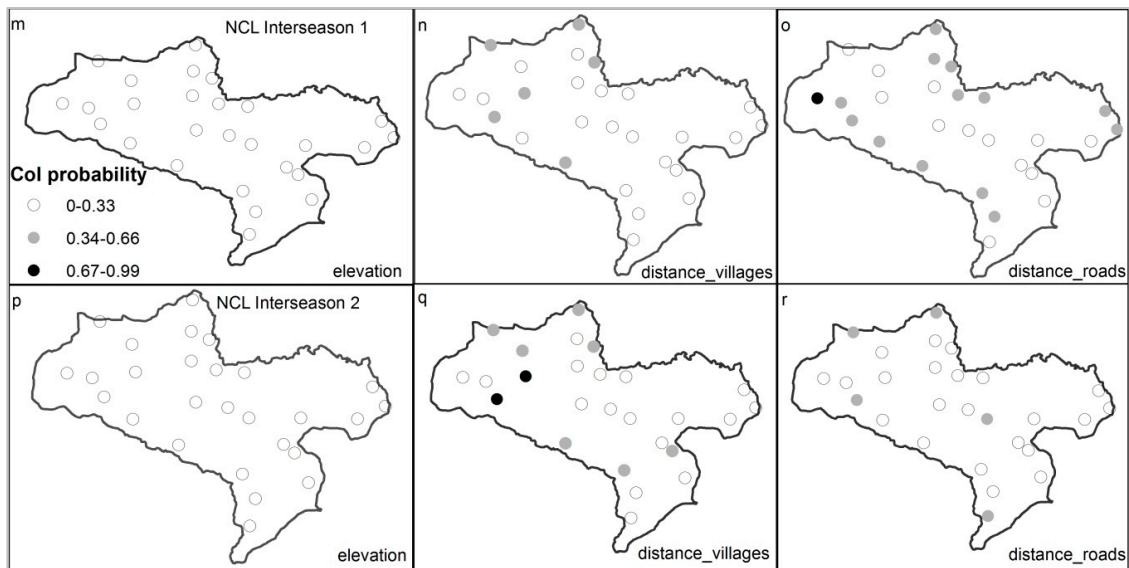 m
NCL Interseason 1
Col probability
0-0.33
0.34-0.66
0.67-0.99
elevation
n
distance_villages
o
distance_roads
p
NCL Interseason 2
elevation
q
distance_villages
r
distance_roads